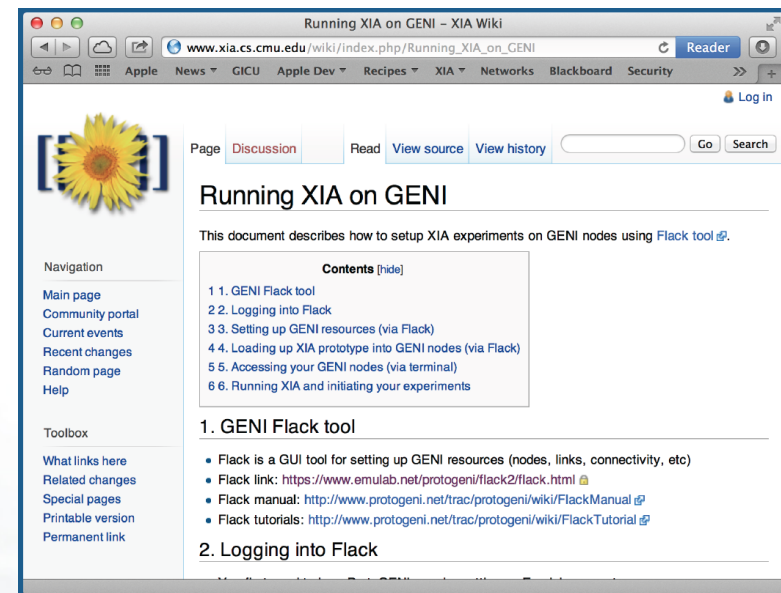 Running XIA on GENI – XIA Wiki
www.xia.cs.cmu.edu/wiki/index.php/Running_XIA_on_GENI
Reader
Apple News GICU Apple Dev Recipes XIA Networks Blackboard Security
Log in
Page Discussion Read View source View history Go Search
Running XIA on GENI
This document describes how to setup XIA experiments on GENI nodes using Flack tool.
Contents [hide]
1 1. GENI Flack tool
2 2. Logging into Flack
3 3. Setting up GENI resources (via Flack)
4 4. Loading up XIA prototype into GENI nodes (via Flack)
5 5. Accessing your GENI nodes (via terminal)
6 6. Running XIA and initiating your experiments
Navigation
Main page
Community portal
Current events
Recent changes
Random page
Help
Toolbox
What links here
Related changes
Special pages
Printable version
Permanent link
1. GENI Flack tool
• Flack is a GUI tool for setting up GENI resources (nodes, links, connectivity, etc)
• Flack link: https://www.emulab.net/protogeni/flack2/flack.html
• Flack manual: http://www.protogeni.net/trac/protogeni/wiki/FlackManual
• Flack tutorials: http://www.protogeni.net/trac/protogeni/wiki/FlackTutorial
2. Logging into Flack